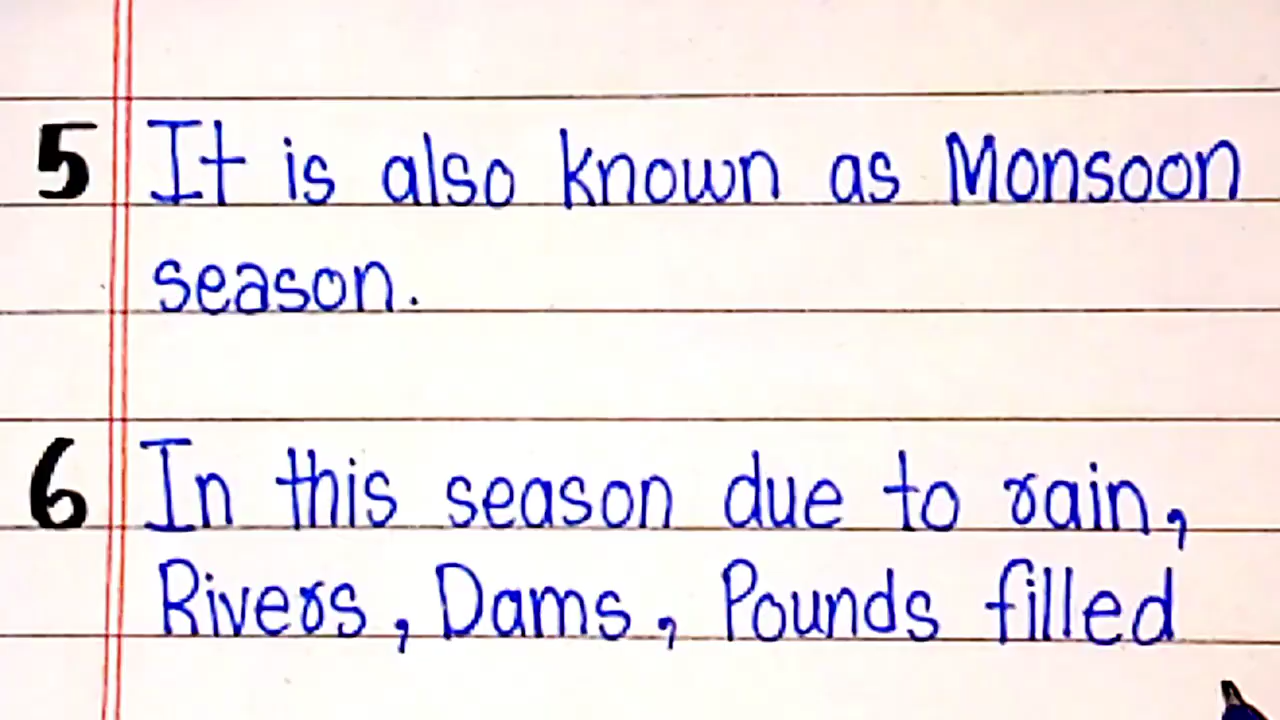 5 It is also known as Monsoon
season.
6 In this season due to rain,
Rivers, Dams, Pounds filled